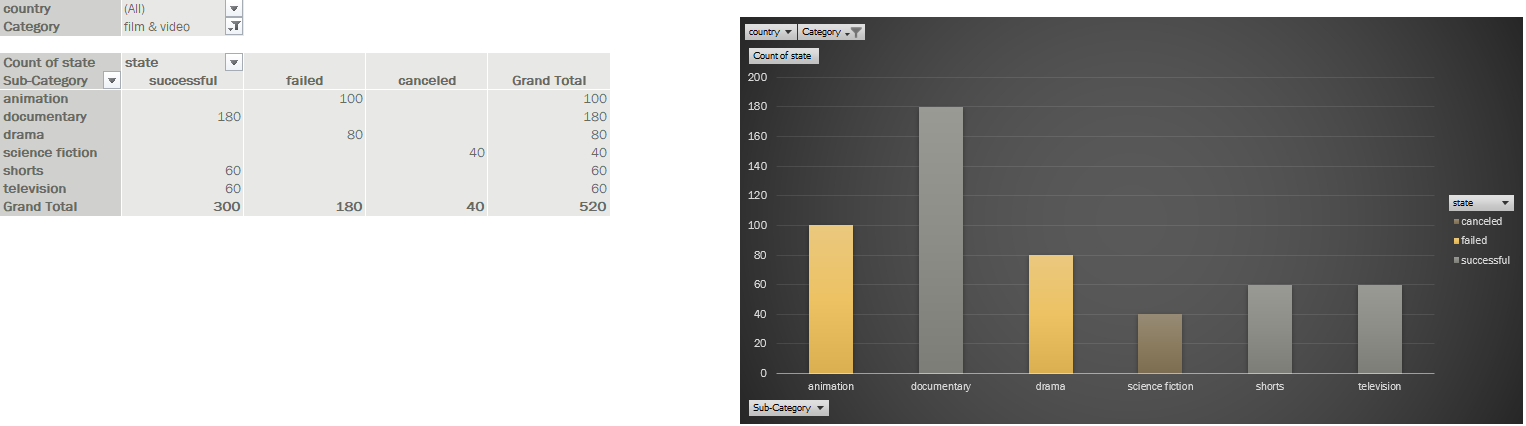 country (All)
Category film & video
Count of state state
Sub-Category successful failed canceled Grand Total
animation 100 100
documentary 180 180
drama 80 80
science fiction 40 40
shorts 60 60
television 60 60
Grand Total 300 180 40 520
country Category
Count of state
200
180
160
140
120
100
80
60
40
20
0
animation documentary drama science fiction shorts television
Sub-Category
state
canceled
failed
successful